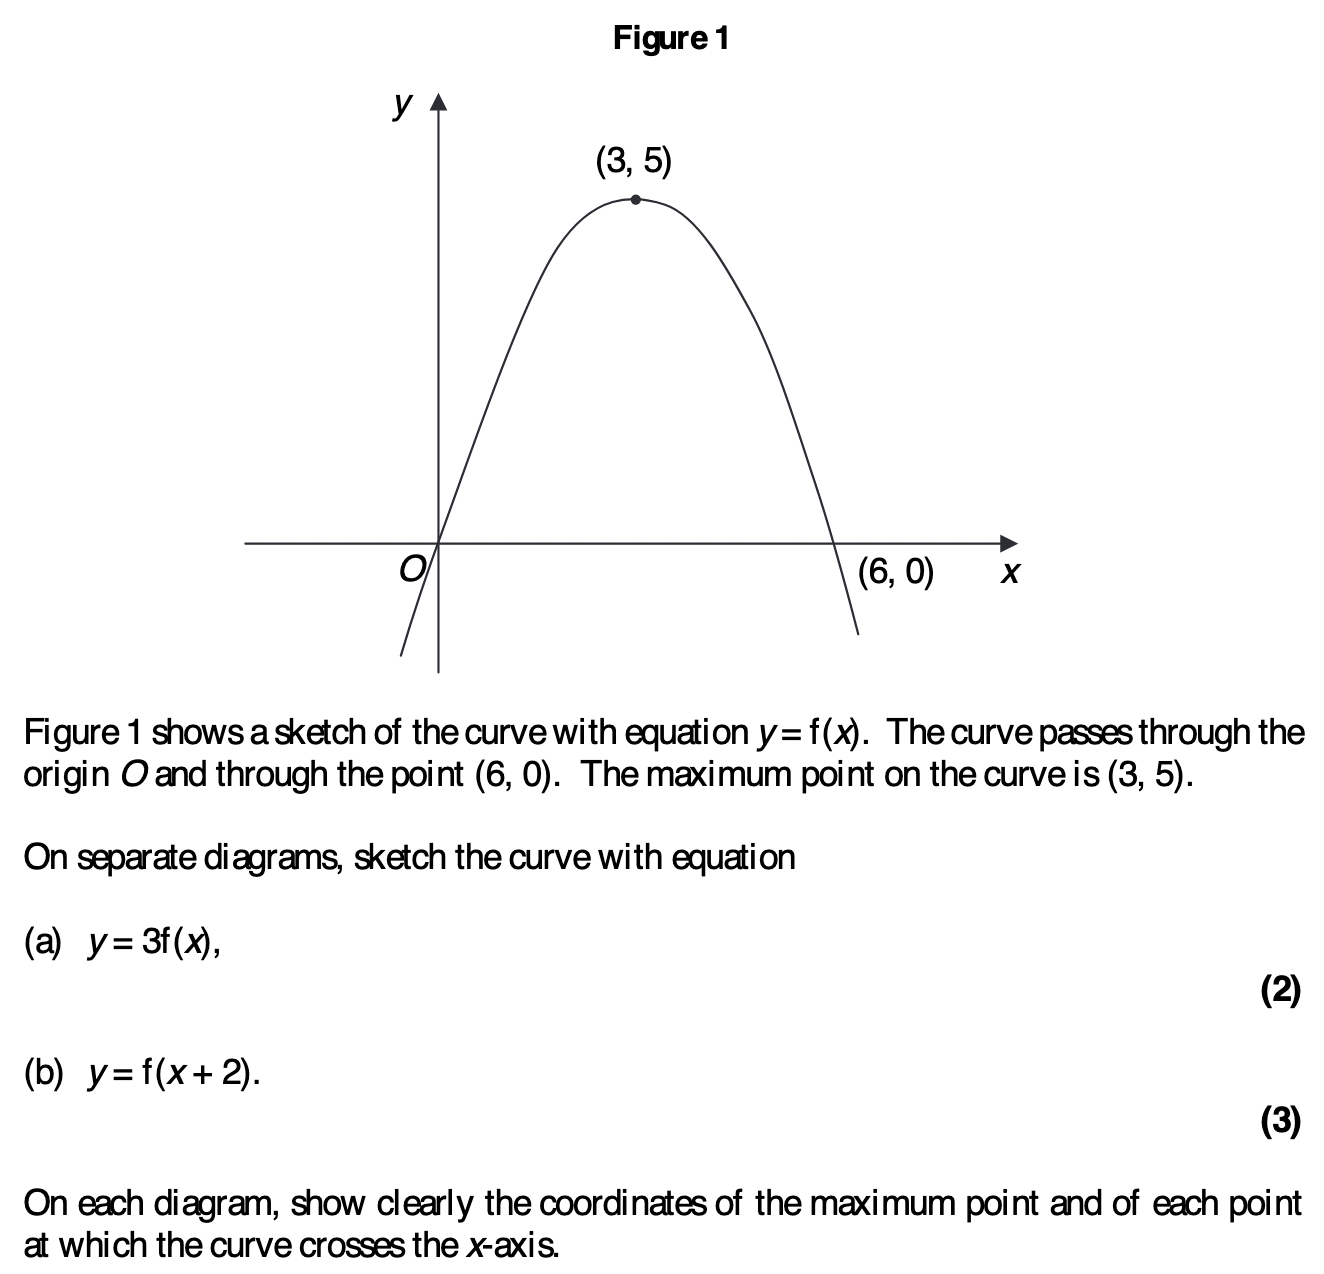 Figure 1
y
(3, 5)
O
(6, 0)
x
Figure 1 shows a sketch of the curve with equation y = f(x). The curve passes through the
origin O and through the point (6, 0). The maximum point on the curve is (3, 5).
On separate diagrams, sketch the curve with equation
(a) y = 3f(x),
(2)
(b) y = f(x + 2).
(3)
On each diagram, show clearly the coordinates of the maximum point and of each point
at which the curve crosses the x-axis.